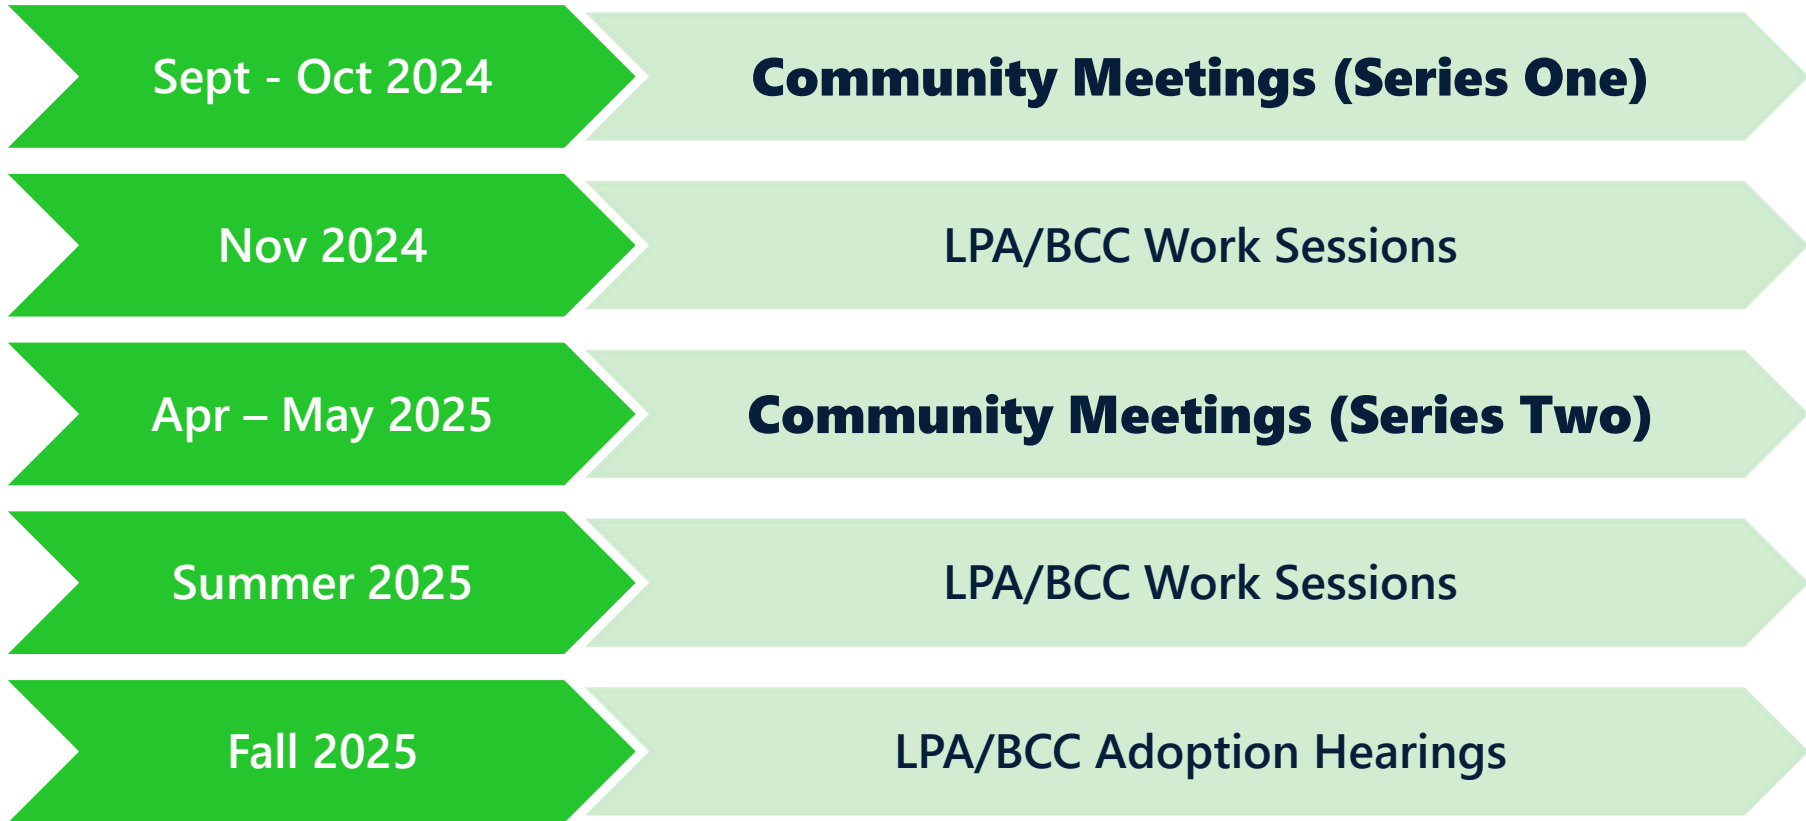 Sept - Oct 2024
Community Meetings (Series One)
Nov 2024
LPA/BCC Work Sessions
Apr – May 2025
Community Meetings (Series Two)
Summer 2025
LPA/BCC Work Sessions
Fall 2025
LPA/BCC Adoption Hearings